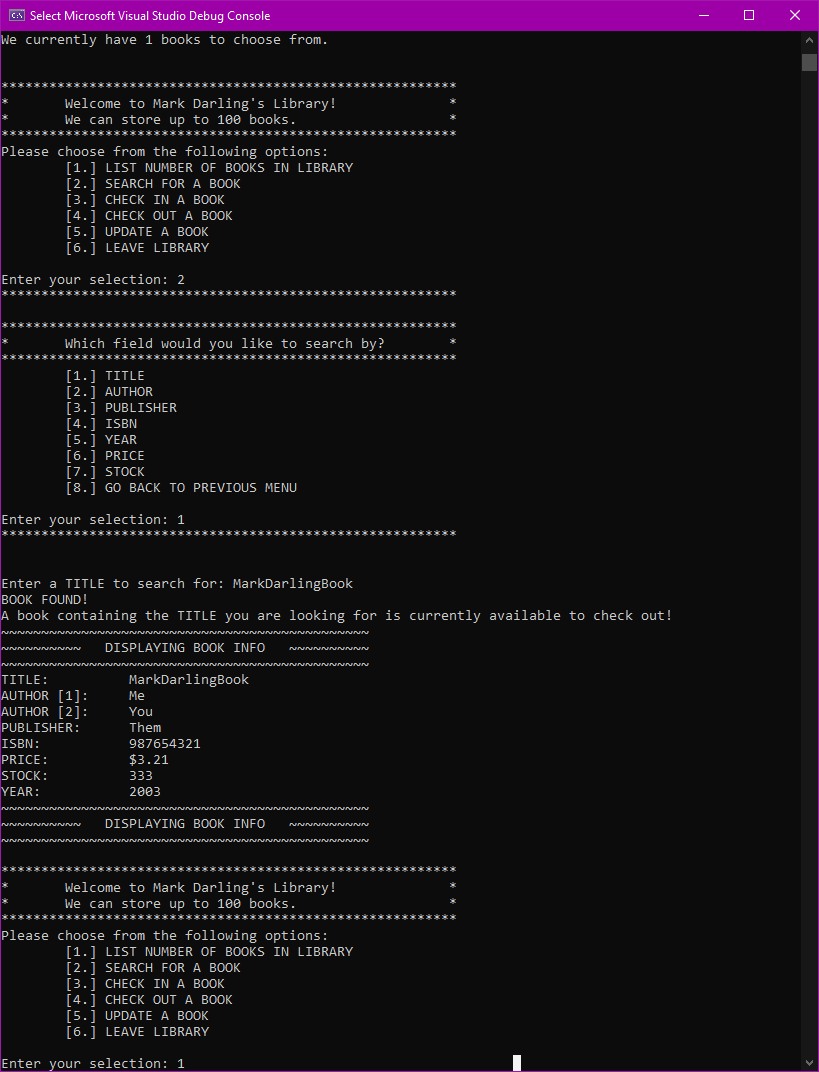 Select Microsoft Visual Studio Debug Console
We currently have 1 books to choose from.
*********************************************************
*       Welcome to Mark Darling's Library!              *
*       We can store up to 100 books.                   *
*********************************************************
Please choose from the following options:
        [1.] LIST NUMBER OF BOOKS IN LIBRARY
        [2.] SEARCH FOR A BOOK
        [3.] CHECK IN A BOOK
        [4.] CHECK OUT A BOOK
        [5.] UPDATE A BOOK
        [6.] LEAVE LIBRARY
Enter your selection: 2
*********************************************************
*********************************************************
*       Which field would you like to search by?        *
*********************************************************
        [1.] TITLE
        [2.] AUTHOR
        [3.] PUBLISHER
        [4.] ISBN
        [5.] YEAR
        [6.] PRICE
        [7.] STOCK
        [8.] GO BACK TO PREVIOUS MENU
Enter your selection: 1
*********************************************************
Enter a TITLE to search for: MarkDarlingBook
BOOK FOUND!
A book containing the TITLE you are looking for is currently available to check out!
~~~~~~~~~~~~~~~~~~~~~~~~~~~~~~~~~~~~~~~~~~~~~~
~~~~~~~~~~   DISPLAYING BOOK INFO   ~~~~~~~~~~
~~~~~~~~~~~~~~~~~~~~~~~~~~~~~~~~~~~~~~~~~~~~~~
TITLE:          MarkDarlingBook
AUTHOR [1]:     Me
AUTHOR [2]:     You
PUBLISHER:      Them
ISBN:           987654321
PRICE:          $3.21
STOCK:          333
YEAR:           2003
~~~~~~~~~~~~~~~~~~~~~~~~~~~~~~~~~~~~~~~~~~~~~~
~~~~~~~~~~   DISPLAYING BOOK INFO   ~~~~~~~~~~
~~~~~~~~~~~~~~~~~~~~~~~~~~~~~~~~~~~~~~~~~~~~~~
*********************************************************
*       Welcome to Mark Darling's Library!              *
*       We can store up to 100 books.                   *
*********************************************************
Please choose from the following options:
        [1.] LIST NUMBER OF BOOKS IN LIBRARY
        [2.] SEARCH FOR A BOOK
        [3.] CHECK IN A BOOK
        [4.] CHECK OUT A BOOK
        [5.] UPDATE A BOOK
        [6.] LEAVE LIBRARY
Enter your selection: 1